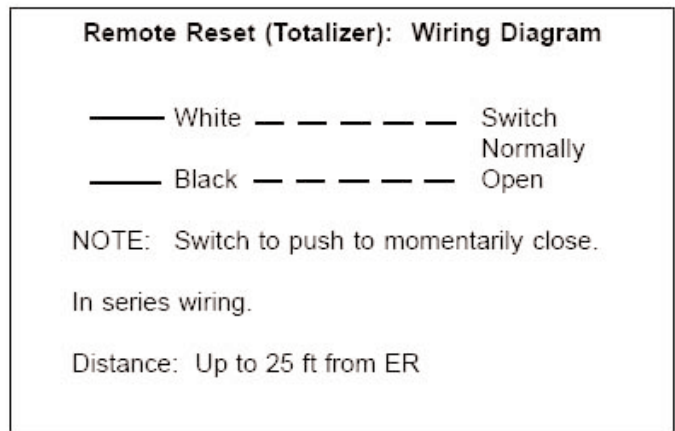 Remote Reset (Totalizer): Wiring Diagram
White Switch
Normally
Black Open
NOTE: Switch to push to momentarily close.
In series wiring.
Distance: Up to 25 ft from ER